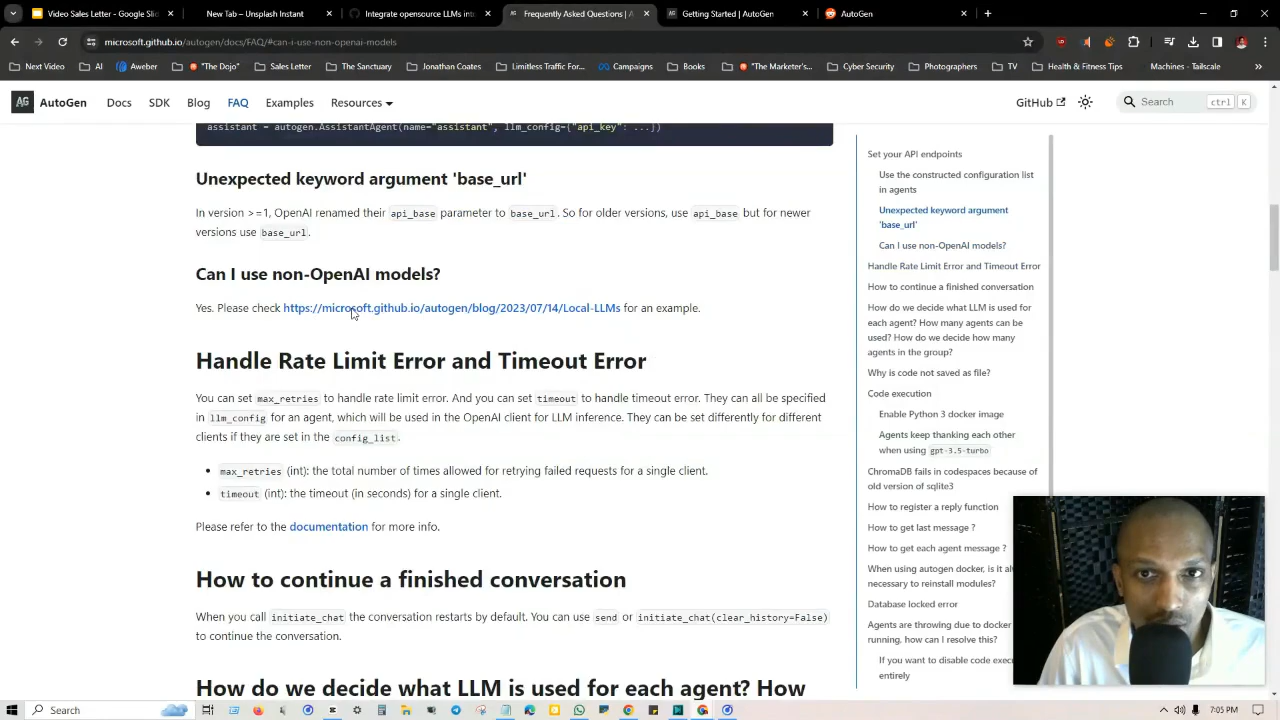 Video Sales Letter - Google Slid
New Tab – Unsplash Instant
Integrate opensource LLMs into
Frequently Asked Questions | A
Getting Started | AutoGen
AutoGen
microsoft.github.io/autogen/docs/FAQ/#can-i-use-non-openai-models
Next Video
AI
Aweber
"The Dojo"
Sales Letter
The Sanctuary
Jonathan Coates
Limitless Traffic For...
Campaigns
Books
"The Marketer's...
Cyber Security
Photographers
TV
Health & Fitness Tips
Machines - Tailscale
AG
AutoGen
Docs
SDK
Blog
FAQ
Examples
Resources
GitHub
Search
ctrl
K
assistant = autogen.AssistantAgent(name="assistant", llm_config={"api_key": ...})
Unexpected keyword argument 'base_url'
In version >=1, OpenAI renamed their api_base parameter to base_url. So for older versions, use api_base but for newer
versions use base_url.
Can I use non-OpenAI models?
Yes. Please check https://microsoft.github.io/autogen/blog/2023/07/14/Local-LLMs for an example.
Handle Rate Limit Error and Timeout Error
You can set max_retries to handle rate limit error. And you can set timeout to handle timeout error. They can all be specified
in llm_config for an agent, which will be used in the OpenAI client for LLM inference. They can be set differently for different
clients if they are set in the config_list.
max_retries (int): the total number of times allowed for retrying failed requests for a single client.
timeout (int): the timeout (in seconds) for a single client.
Please refer to the documentation for more info.
How to continue a finished conversation
When you call initiate_chat the conversation restarts by default. You can use send or initiate_chat(clear_history=False)
to continue the conversation.
How do we decide what LLM is used for each agent? How
Set your API endpoints
Use the constructed configuration list
in agents
Unexpected keyword argument
'base_url'
Can I use non-OpenAI models?
Handle Rate Limit Error and Timeout Error
How to continue a finished conversation
How do we decide what LLM is used for
each agent? How many agents can be
used? How do we decide how many
agents in the group?
Why is code not saved as file?
Code execution
Enable Python 3 docker image
Agents keep thanking each other
when using gpt-3.5-turbo
ChromaDB fails in codespaces because of
old version of sqlite3
How to register a reply function
How to get last message ?
How to get each agent message ?
When using autogen docker, is it al
necessary to reinstall modules?
Database locked error
Agents are throwing due to docker
running, how can I resolve this?
If you want to disable code exec
entirely
Search
7:05 PM